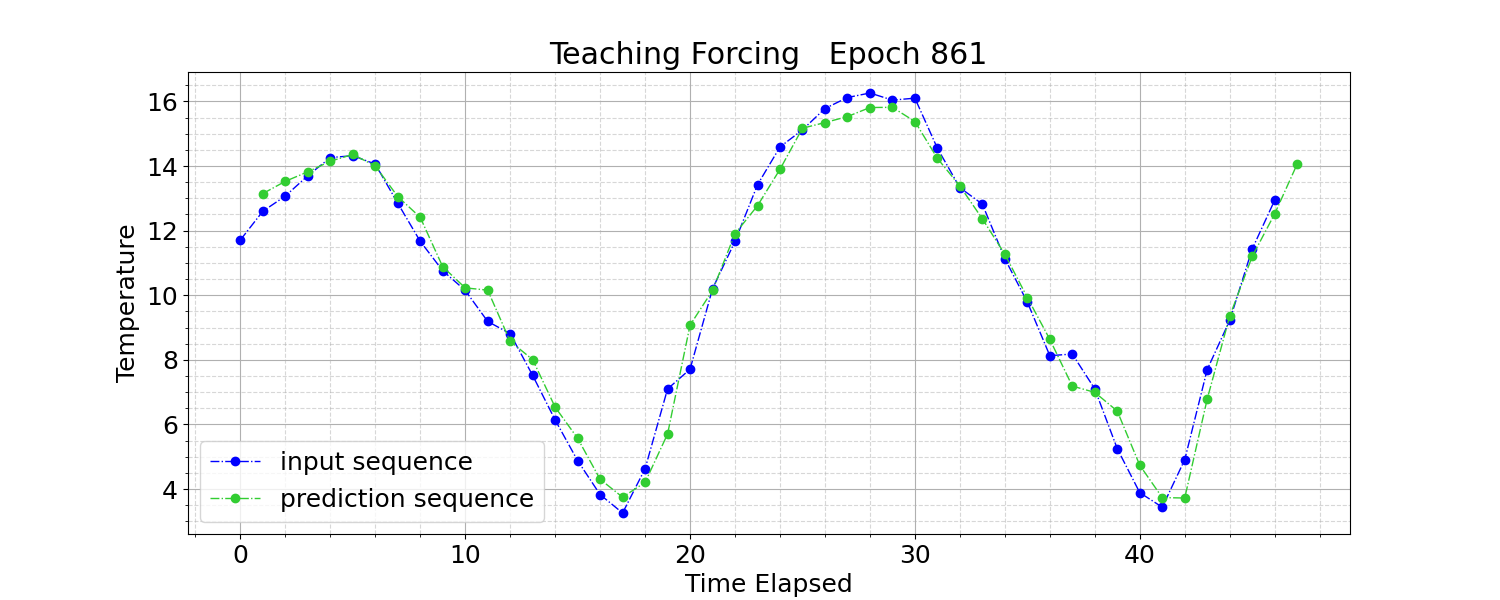 Teaching Forcing   Epoch 861
16
14
12
10
8
6
4
Temperature
input sequence
prediction sequence
0 10 20 30 40
Time Elapsed